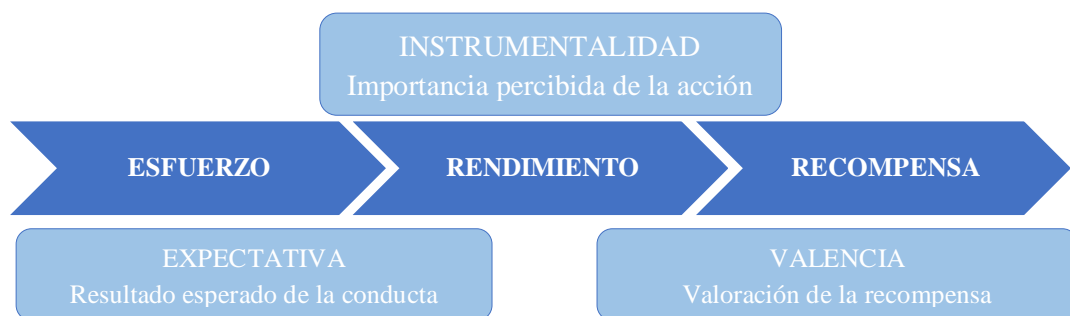 INSTRUMENTALIDAD
Importancia percibida de la acción
ESFUERZO
RENDIMIENTO
RECOMPENSA
EXPECTATIVA
Resultado esperado de la conducta
VALENCIA
Valoración de la recompensa